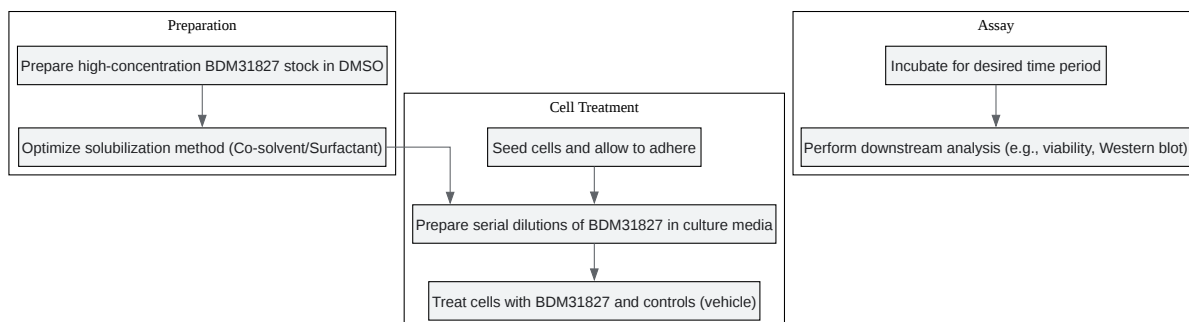 Preparation
Prepare high-concentration BDM31827 stock in DMSO
Optimize solubilization method (Co-solvent/Surfactant)
Cell Treatment
Seed cells and allow to adhere
Prepare serial dilutions of BDM31827 in culture media
Treat cells with BDM31827 and controls (vehicle)
Assay
Incubate for desired time period
Perform downstream analysis (e.g., viability, Western blot)